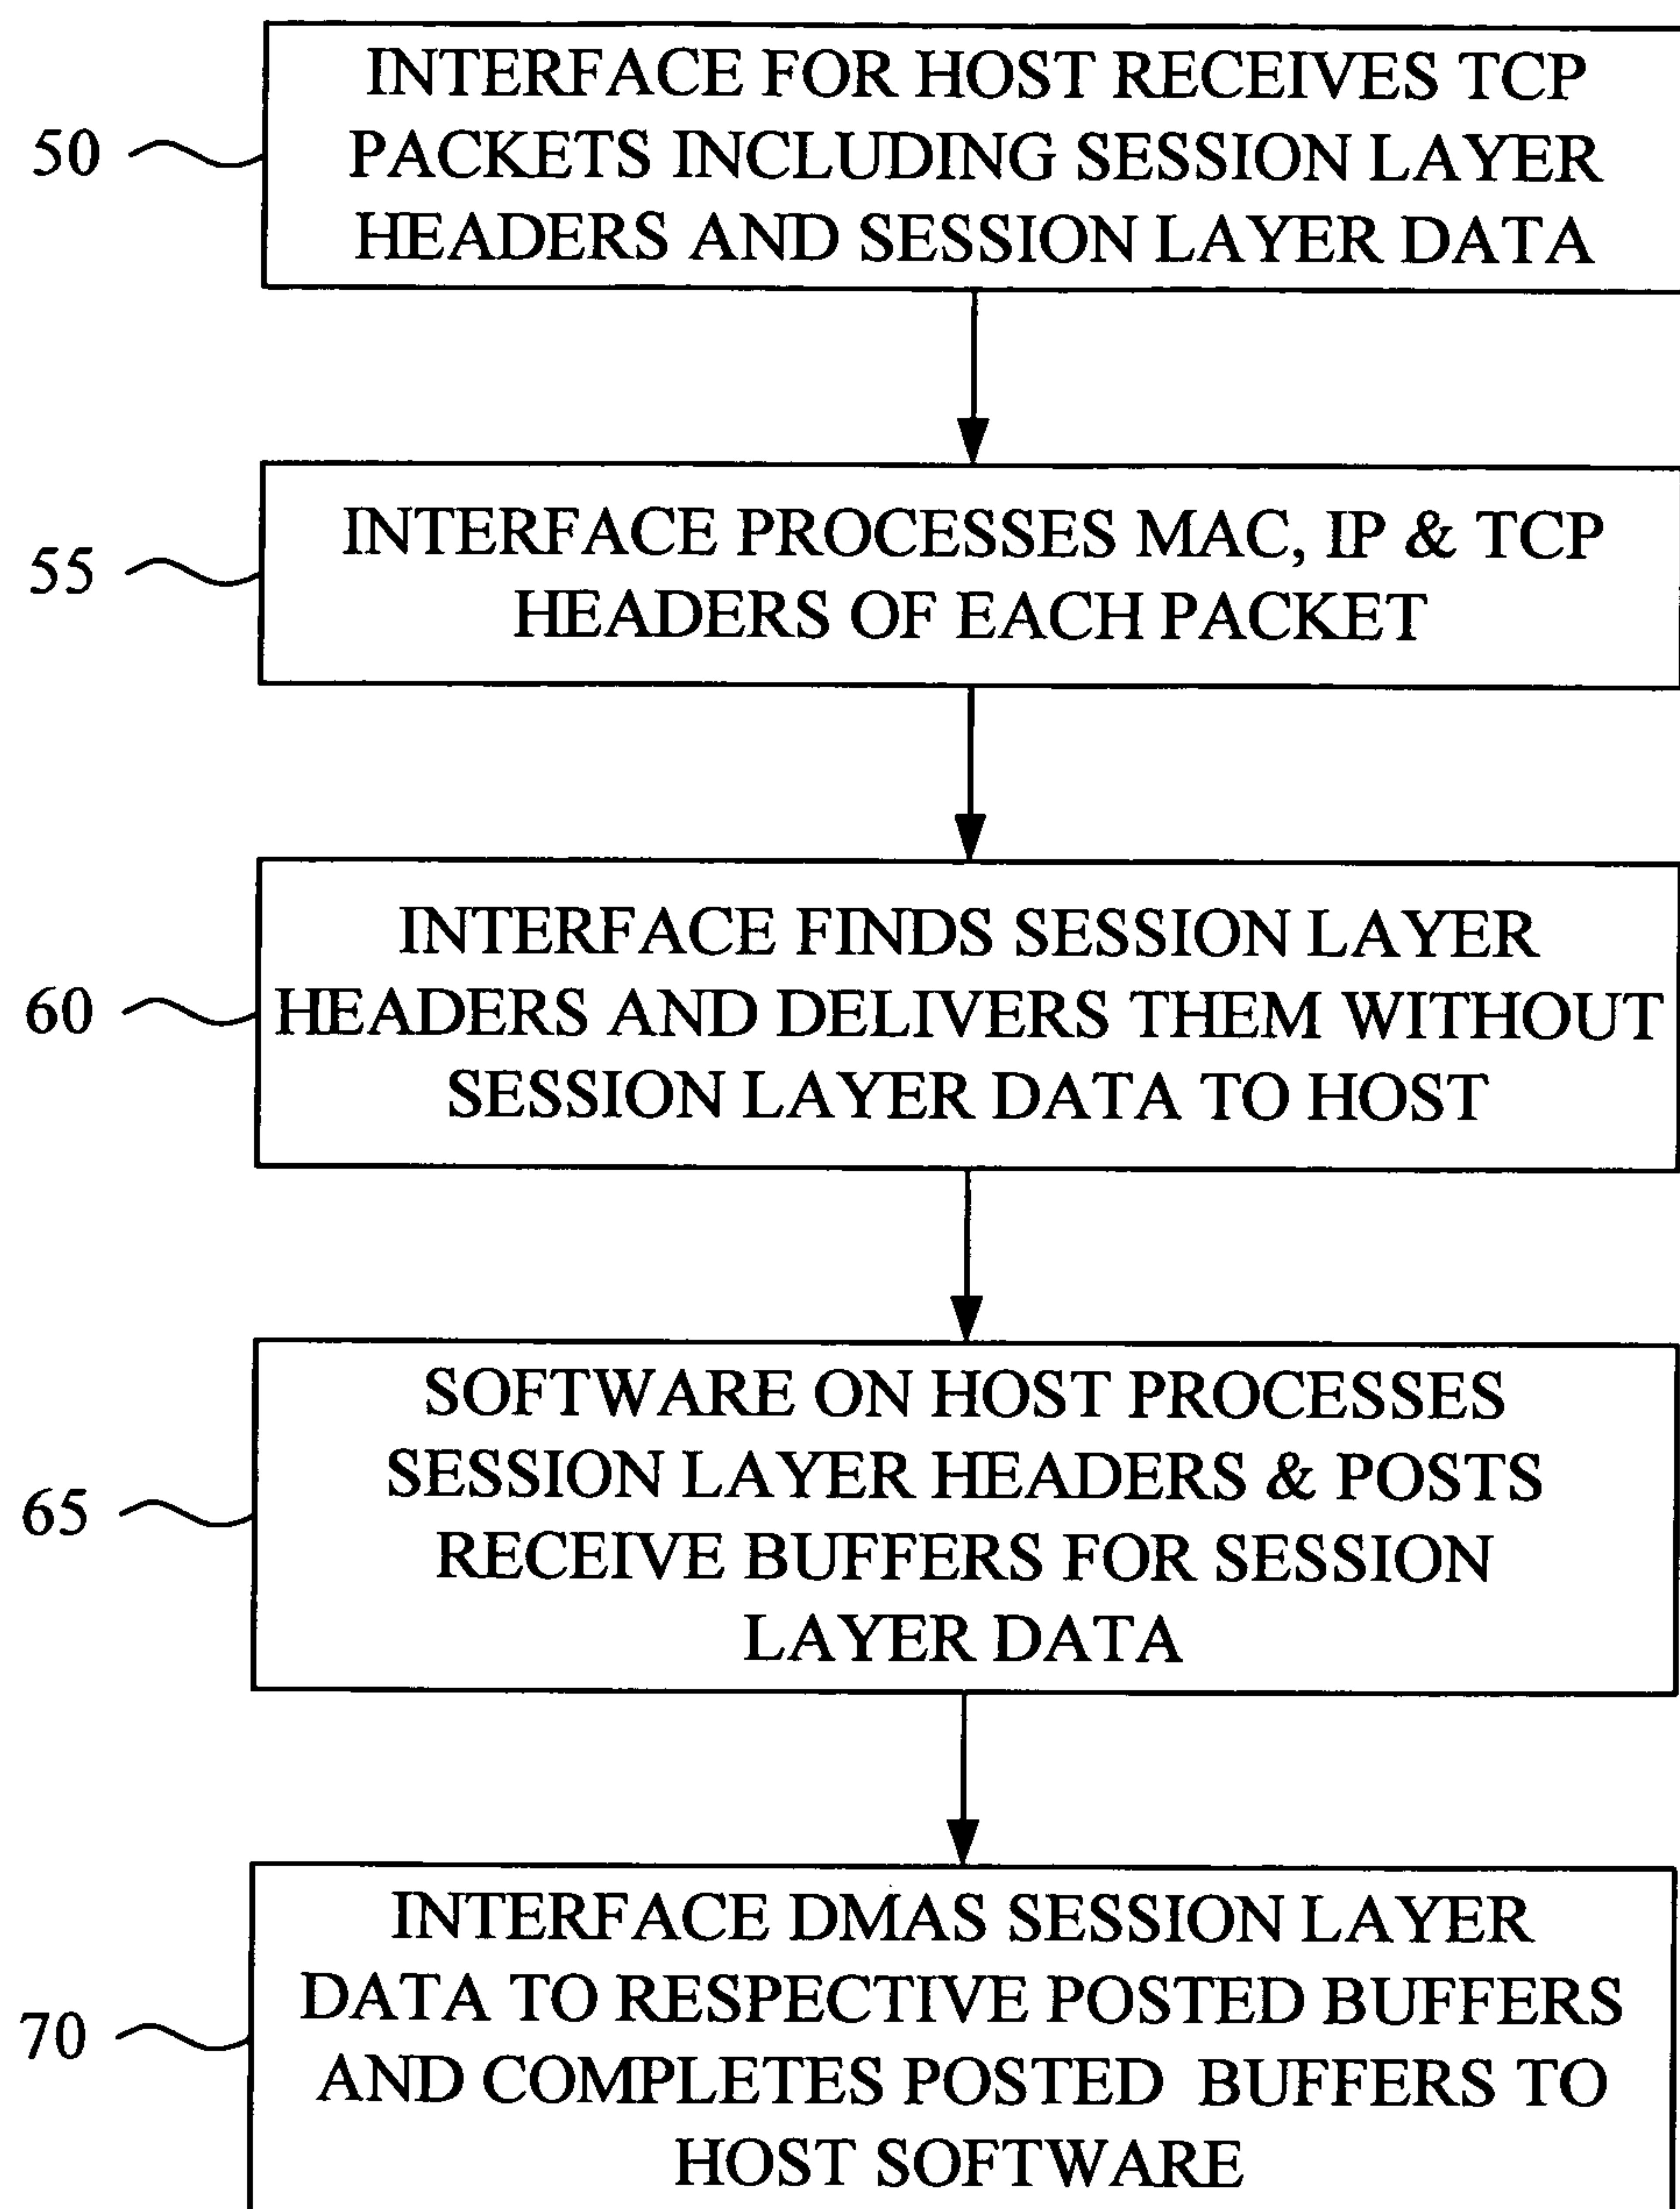 50
INTERFACE FOR HOST RECEIVES TCP
PACKETS INCLUDING SESSION LAYER
HEADERS AND SESSION LAYER DATA
55
INTERFACE PROCESSES MAC, IP & TCP
HEADERS OF EACH PACKET
60
INTERFACE FINDS SESSION LAYER
HEADERS AND DELIVERS THEM WITHOUT
SESSION LAYER DATA TO HOST
65
SOFTWARE ON HOST PROCESSES
SESSION LAYER HEADERS & POSTS
RECEIVE BUFFERS FOR SESSION
LAYER DATA
70
INTERFACE DMAS SESSION LAYER
DATA TO RESPECTIVE POSTED BUFFERS
AND COMPLETES POSTED BUFFERS TO
HOST SOFTWARE